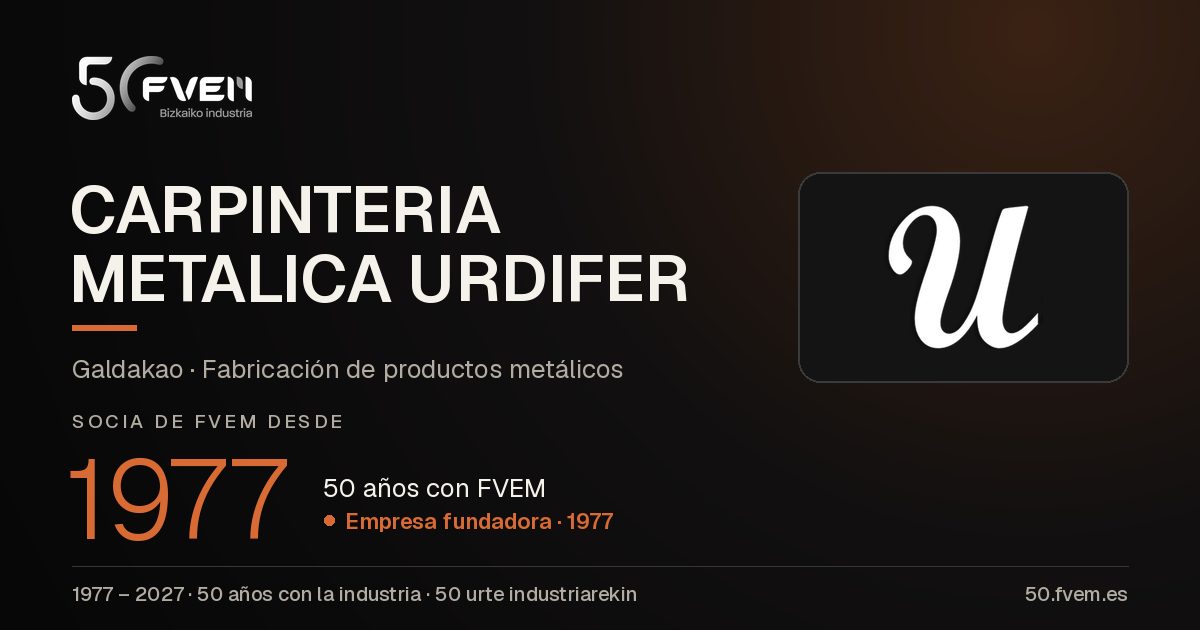 50 FVEM
Bizkaiko industria
CARPINTERIA
METALICA URDIFER
U
Galdakao · Fabricación de productos metálicos
SOCIA DE FVEM DESDE
1977
50 años con FVEM
Empresa fundadora · 1977
1977 – 2027 · 50 años con la industria · 50 urte industriarekin
50.fvem.es